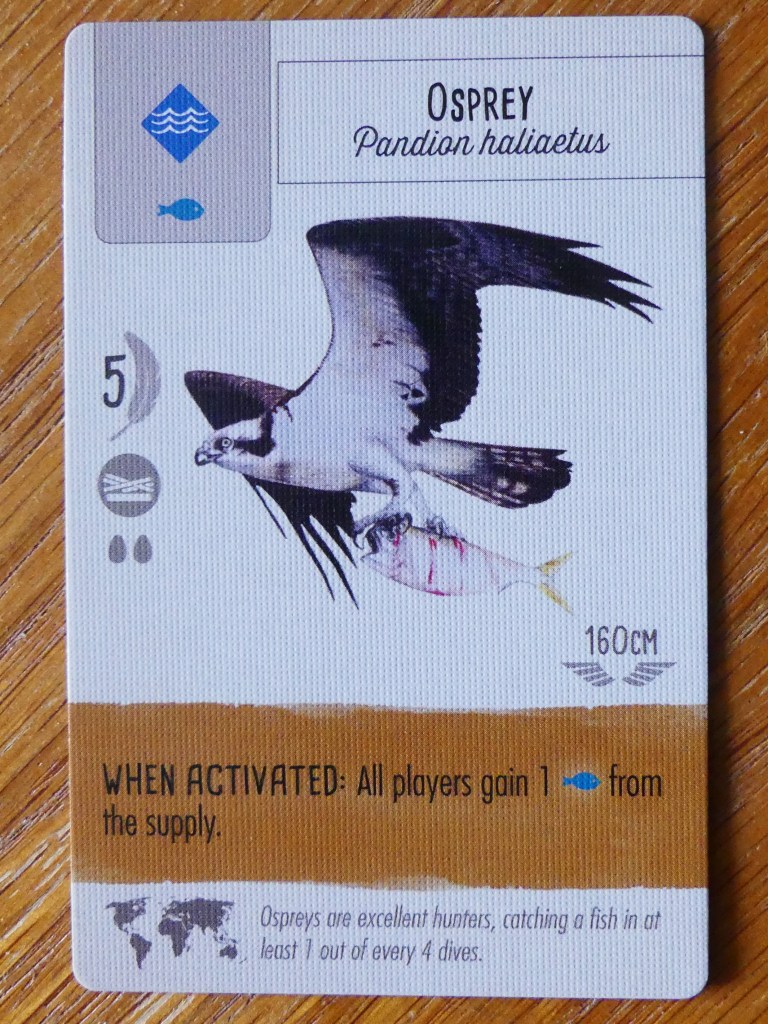 OSPREY
Pandion haliaetus
5
160CM
WHEN ACTIVATED: All players gain 1 from
the supply.
Ospreys are excellent hunters, catching a fish in at
least 1 out of every 4 dives.